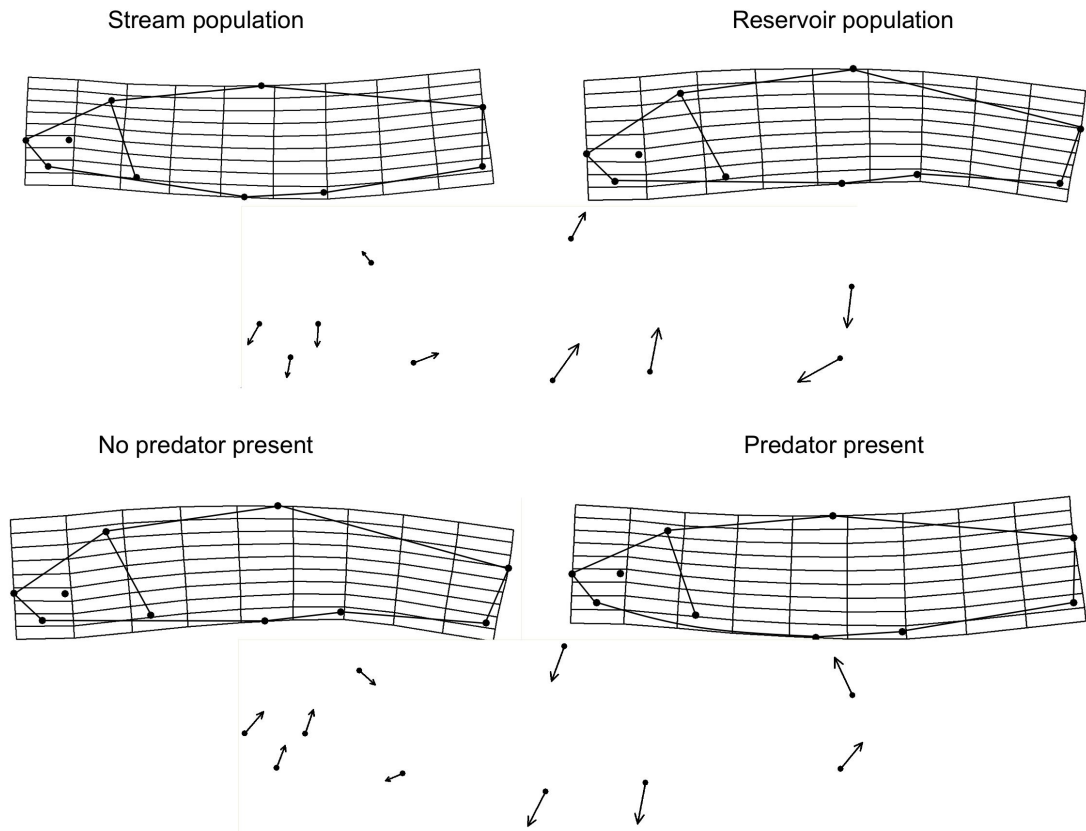 Stream population
Reservoir population
No predator present
Predator present